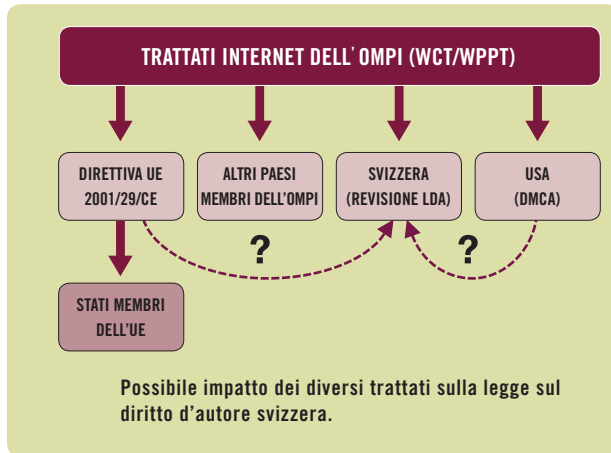 TRATTATI INTERNET DELL'OMPI (WCT/WPPT)
DIRETTIVA UE
2001/29/CE
ALTRI PAESI
MEMBRI DELL'OMPI
SVIZZERA
(REVISIONE LDA)
USA
(DMCA)
?
?
STATI MEMBRI
DELL'UE
Possibile impatto dei diversi trattati sulla legge sul
diritto d'autore svizzera.